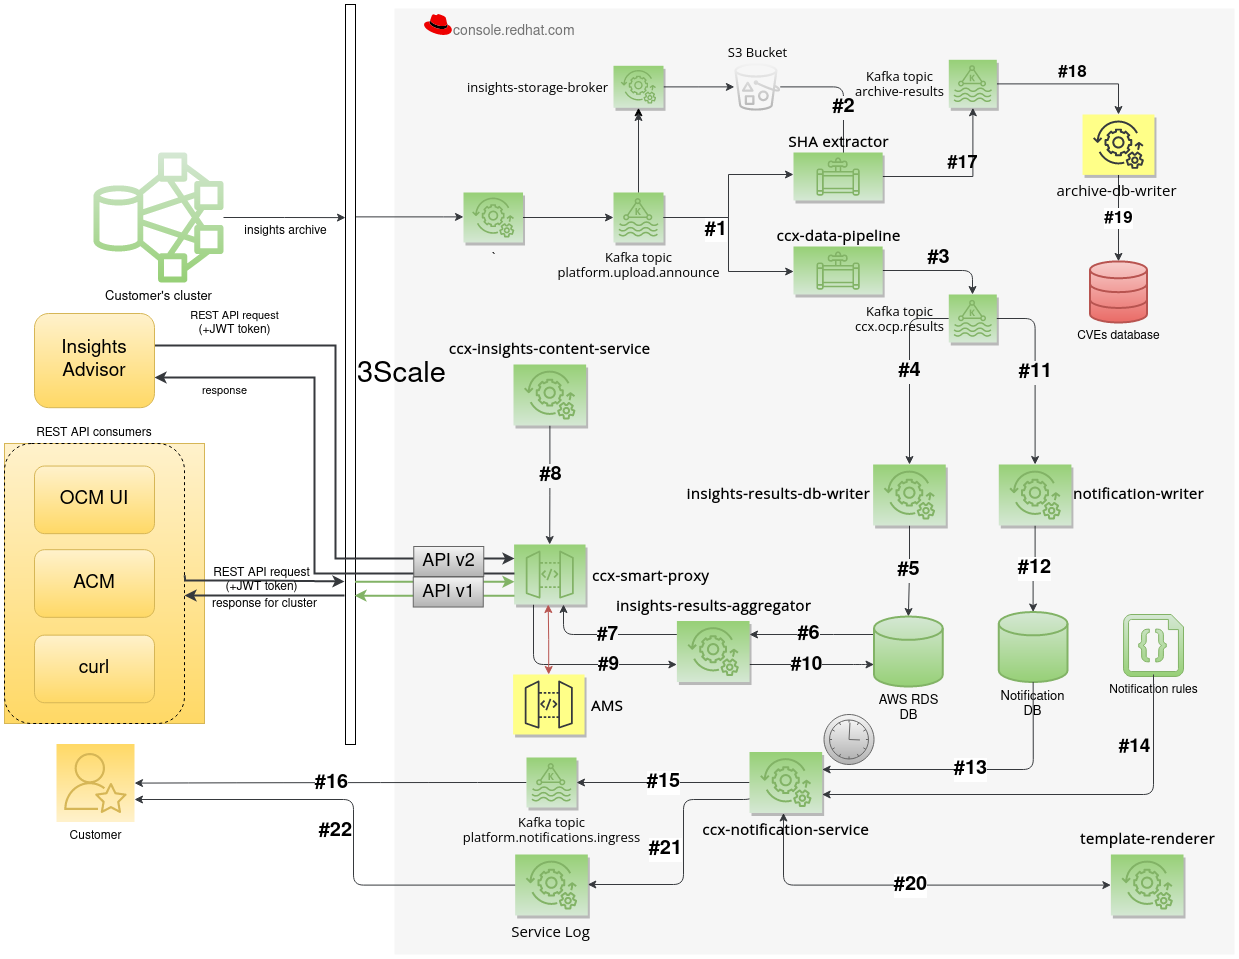 console.redhat.com
S3 Bucket
insights-storage-broker
#2
Kafka topic
archive-results
#18
SHA extractor
#17
archive-db-writer
#19
CVEs database
insights archive
Customer's cluster
`
Kafka topic
platform.upload.announce
#1
ccx-data-pipeline
#3
Kafka topic
ccx.ocp.results
#4
#11
REST API request
(+JWT token)
Insights
Advisor
response
3Scale
ccx-insights-content-service
#8
REST API consumers
OCM UI
ACM
curl
REST API request
(+JWT token)
response for cluster
API v2
API v1
ccx-smart-proxy
insights-results-db-writer
notification-writer
#5
#12
insights-results-aggregator
#7
#6
#9
#10
AMS
AWS RDS
DB
Notification
DB
K
K
K
K
Notification rules
#14
#13
#16
#15
Customer
Kafka topic
platform.notifications.ingress
ccx-notification-service
#22
#21
#20
template-renderer
Service Log